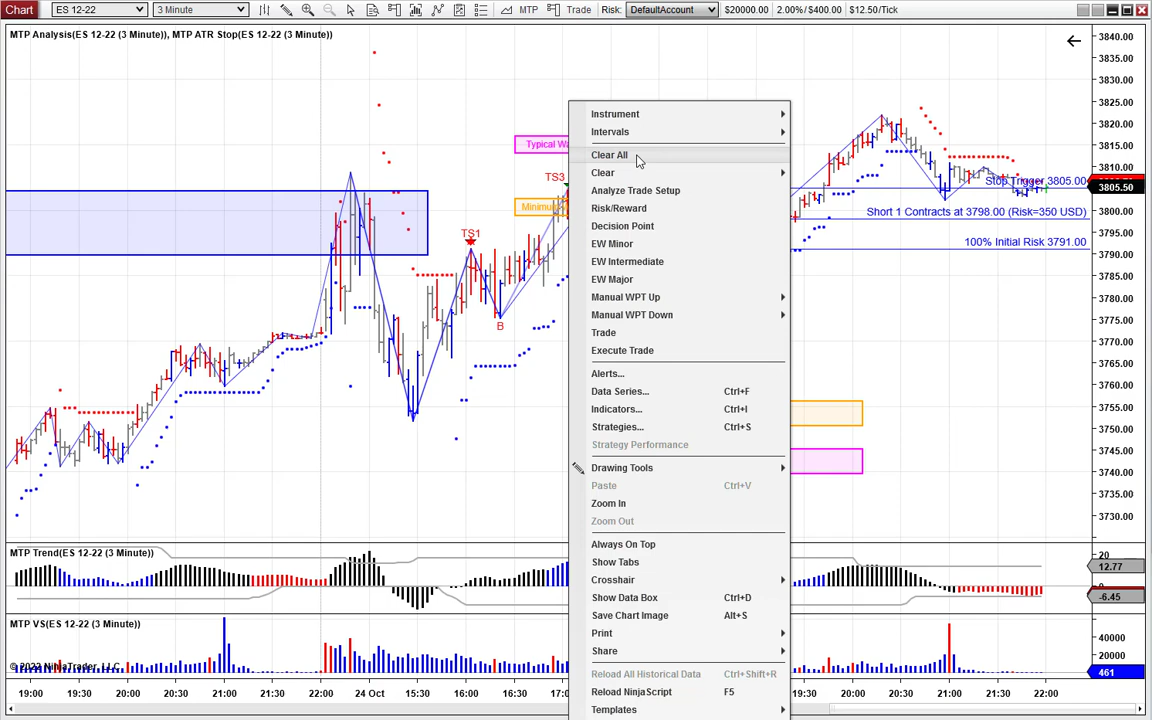 Chart ES 12-22 3 Minute MTP Trade Risk: DefaultAccount $20000.00 2.00%/$400.00 $12.50/Tick
MTP Analysis(ES 12-22 (3 Minute)), MTP ATR Stop(ES 12-22 (3 Minute))
3840.00
3835.00
3830.00
3825.00
3820.00
3815.00
3810.00
3805.50
3800.00
3795.00
3790.00
3785.00
3780.00
3775.00
3770.00
3765.00
3760.00
3755.00
3750.00
3745.00
3740.00
3735.00
3730.00
Typical Wa
TS3
Minimum
TS1
B
Stop Trigger 3805.00
Short 1 Contracts at 3798.00 (Risk=350 USD)
100% Initial Risk 3791.00
Instrument
Intervals
Clear All
Clear
Analyze Trade Setup
Risk/Reward
Decision Point
EW Minor
EW Intermediate
EW Major
Manual WPT Up
Manual WPT Down
Trade
Execute Trade
Alerts...
Data Series... Ctrl+F
Indicators... Ctrl+I
Strategies... Ctrl+S
Strategy Performance
Drawing Tools
Paste Ctrl+V
Zoom In
Zoom Out
Always On Top
Show Tabs
Crosshair
Show Data Box Ctrl+D
Save Chart Image Alt+S
Print
Share
Reload All Historical Data Ctrl+Shift+R
Reload NinjaScript F5
Templates
MTP Trend(ES 12-22 (3 Minute))
20
12.77
-6.45
MTP VS(ES 12-22 (3 Minute))
40000
20000
461
© 2022 NinjaTrader, LLC
19:00 19:30 20:00 20:30 21:00 21:30 22:00 24 Oct 15:30 16:00 16:30 17:0 19:30 20:00 20:30 21:00 21:30 22:00